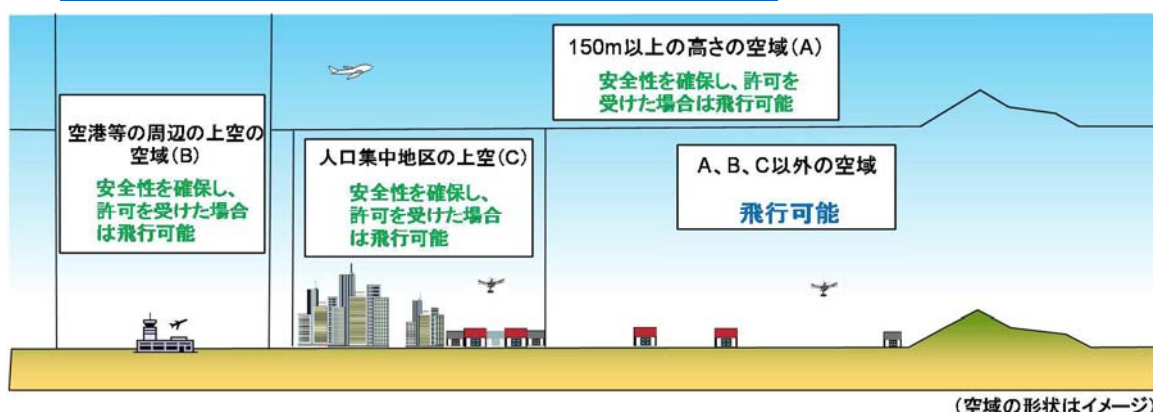 150m以上の高さの空域(A)
安全性を確保し、許可を
受けた場合は飛行可能
空港等の周辺の上空の
空域(B)
安全性を確保し、
許可を受けた場合
は飛行可能
人口集中地区の上空(C)
安全性を確保し、
許可を受けた場合
は飛行可能
A、B、C以外の空域
飛行可能
(空域の形状はイメージ)